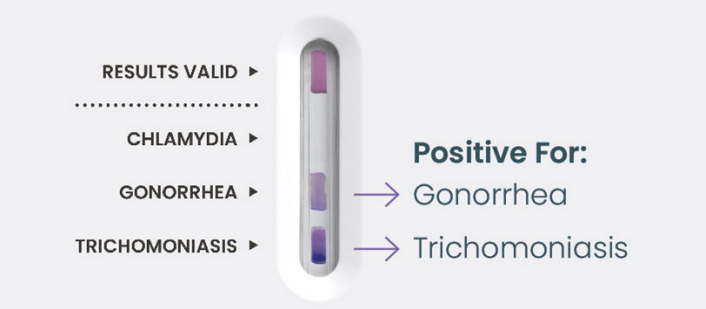 RESULTS VALID
CHLAMYDIA
GONORRHEA
TRICHOMONIASIS
Positive For:
Gonorrhea
Trichomoniasis